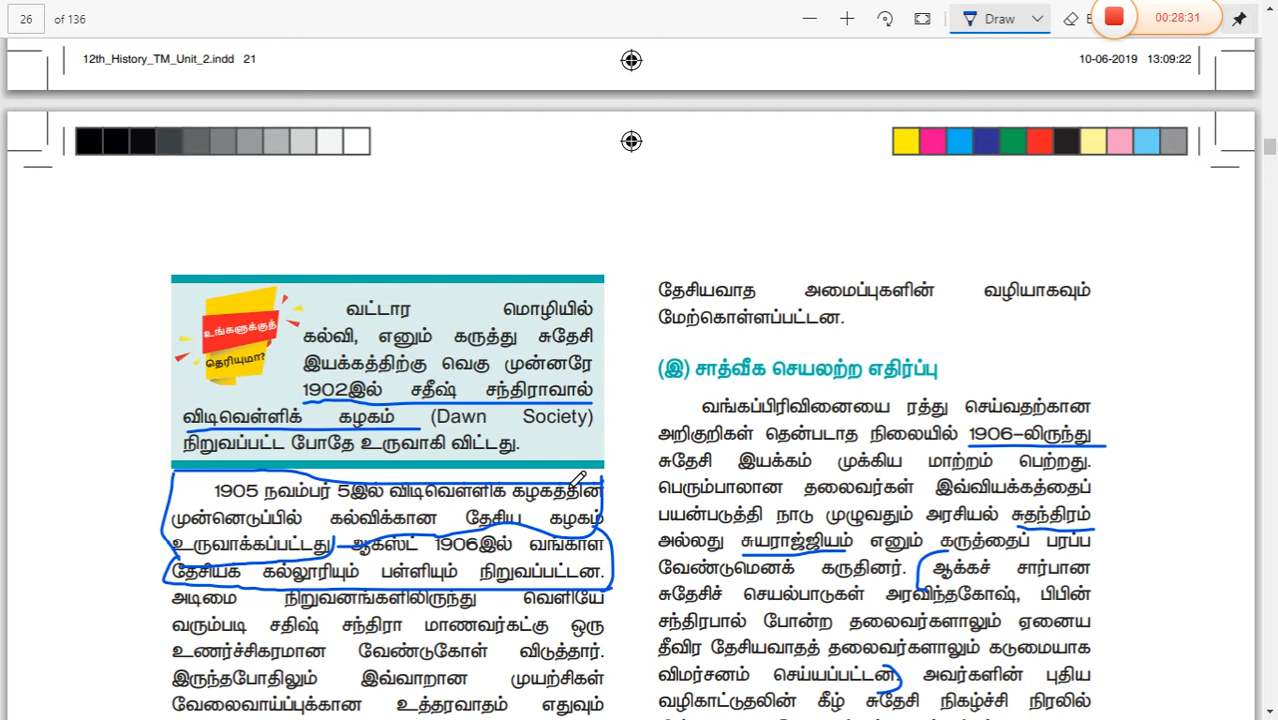 26 of 136
Draw
00:28:31
12th_History_TM_Unit_2.indd 21
10-06-2019 13:09:22
உங்களுக்குத்
தெரியுமா?
வட்டார மொழியில்
கல்வி, எனும் கருத்து சுதேசி
இயக்கத்திற்கு வெகு முன்னரே
1902இல் சதீஷ் சந்திராவால்
விடிவெள்ளிக் கழகம் (Dawn Society)
நிறுவப்பட்ட போதே உருவாகி விட்டது.
1905 நவம்பர் 5இல் விடிவெள்ளிக் கழகத்தின்
முன்னெடுப்பில் கல்விக்கான தேசிய கழகம்
உருவாக்கப்பட்டது. ஆகஸ்ட் 1906இல் வங்காள
தேசியக் கல்லூரியும் பள்ளியும் நிறுவப்பட்டன.
அடிமை நிறுவனங்களிலிருந்து வெளியே
வரும்படி சதிஷ் சந்திரா மாணவர்கட்கு ஒரு
உணர்ச்சிகரமான வேண்டுகோள் விடுத்தார்.
இருந்தபோதிலும் இவ்வாறான முயற்சிகள்
வேலைவாய்ப்புக்கான உத்தரவாதம் எதுவும்
தேசியவாத அமைப்புகளின் வழியாகவும்
மேற்கொள்ளப்பட்டன.
(இ) சாத்வீக செயலற்ற எதிர்ப்பு
வங்கப்பிரிவினையை ரத்து செய்வதற்கான
அறிகுறிகள் தென்படாத நிலையில் 1906-லிருந்து
சுதேசி இயக்கம் முக்கிய மாற்றம் பெற்றது.
பெரும்பாலான தலைவர்கள் இவ்வியக்கத்தைப்
பயன்படுத்தி நாடு முழுவதும் அரசியல் சுதந்திரம்
அல்லது சுயராஜ்ஜியம் எனும் கருத்தைப் பரப்ப
வேண்டுமெனக் கருதினர். ஆக்கச் சார்பான
சுதேசிச் செயல்பாடுகள் அரவிந்தகோஷ், பிபின்
சந்திரபால் போன்ற தலைவர்களாலும் ஏனைய
தீவிர தேசியவாதத் தலைவர்களாலும் கடுமையாக
விமர்சனம் செய்யப்பட்டன. அவர்களின் புதிய
வழிகாட்டுதலின் கீழ் சுதேசி நிகழ்ச்சி நிரலில்